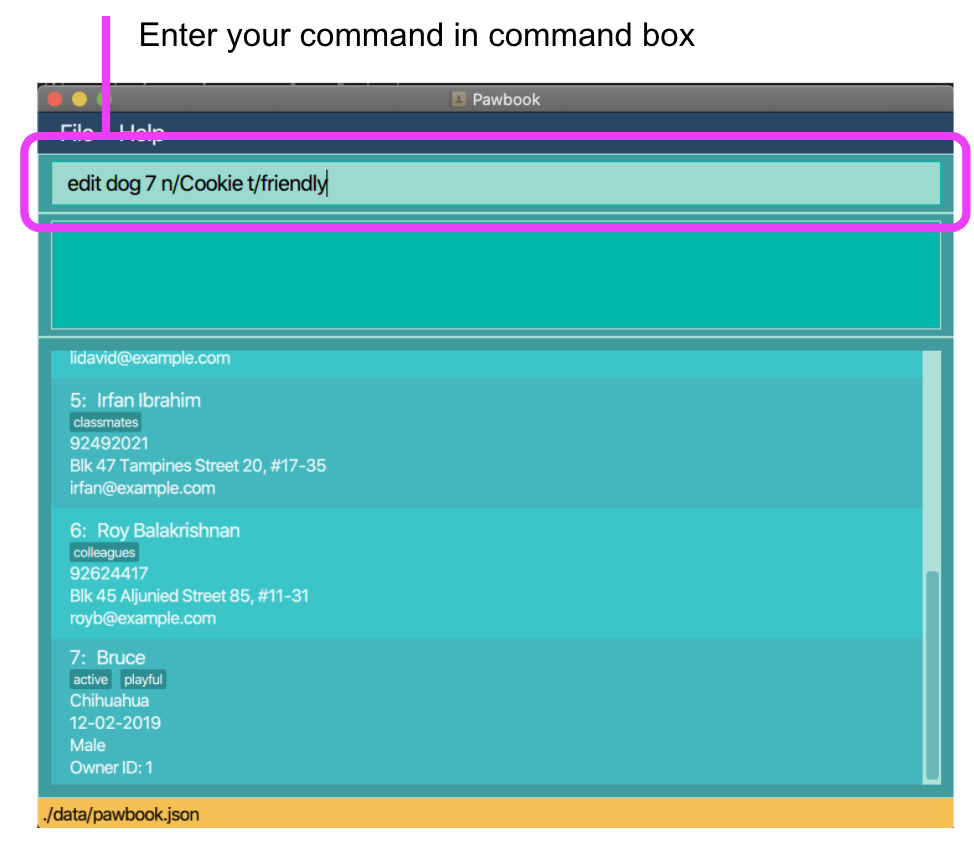 Enter your command in command box
Pawbook
File Help
edit dog 7 n/Cookie t/friendly
lidavid@example.com
5: Irfan Ibrahim
classmates
92492021
Blk 47 Tampines Street 20, #17-35
irfan@example.com
6: Roy Balakrishnan
colleagues
92624417
Blk 45 Aljunied Street 85, #11-31
royb@example.com
7: Bruce
active playful
Chihuahua
12-02-2019
Male
Owner ID: 1
./data/pawbook.json